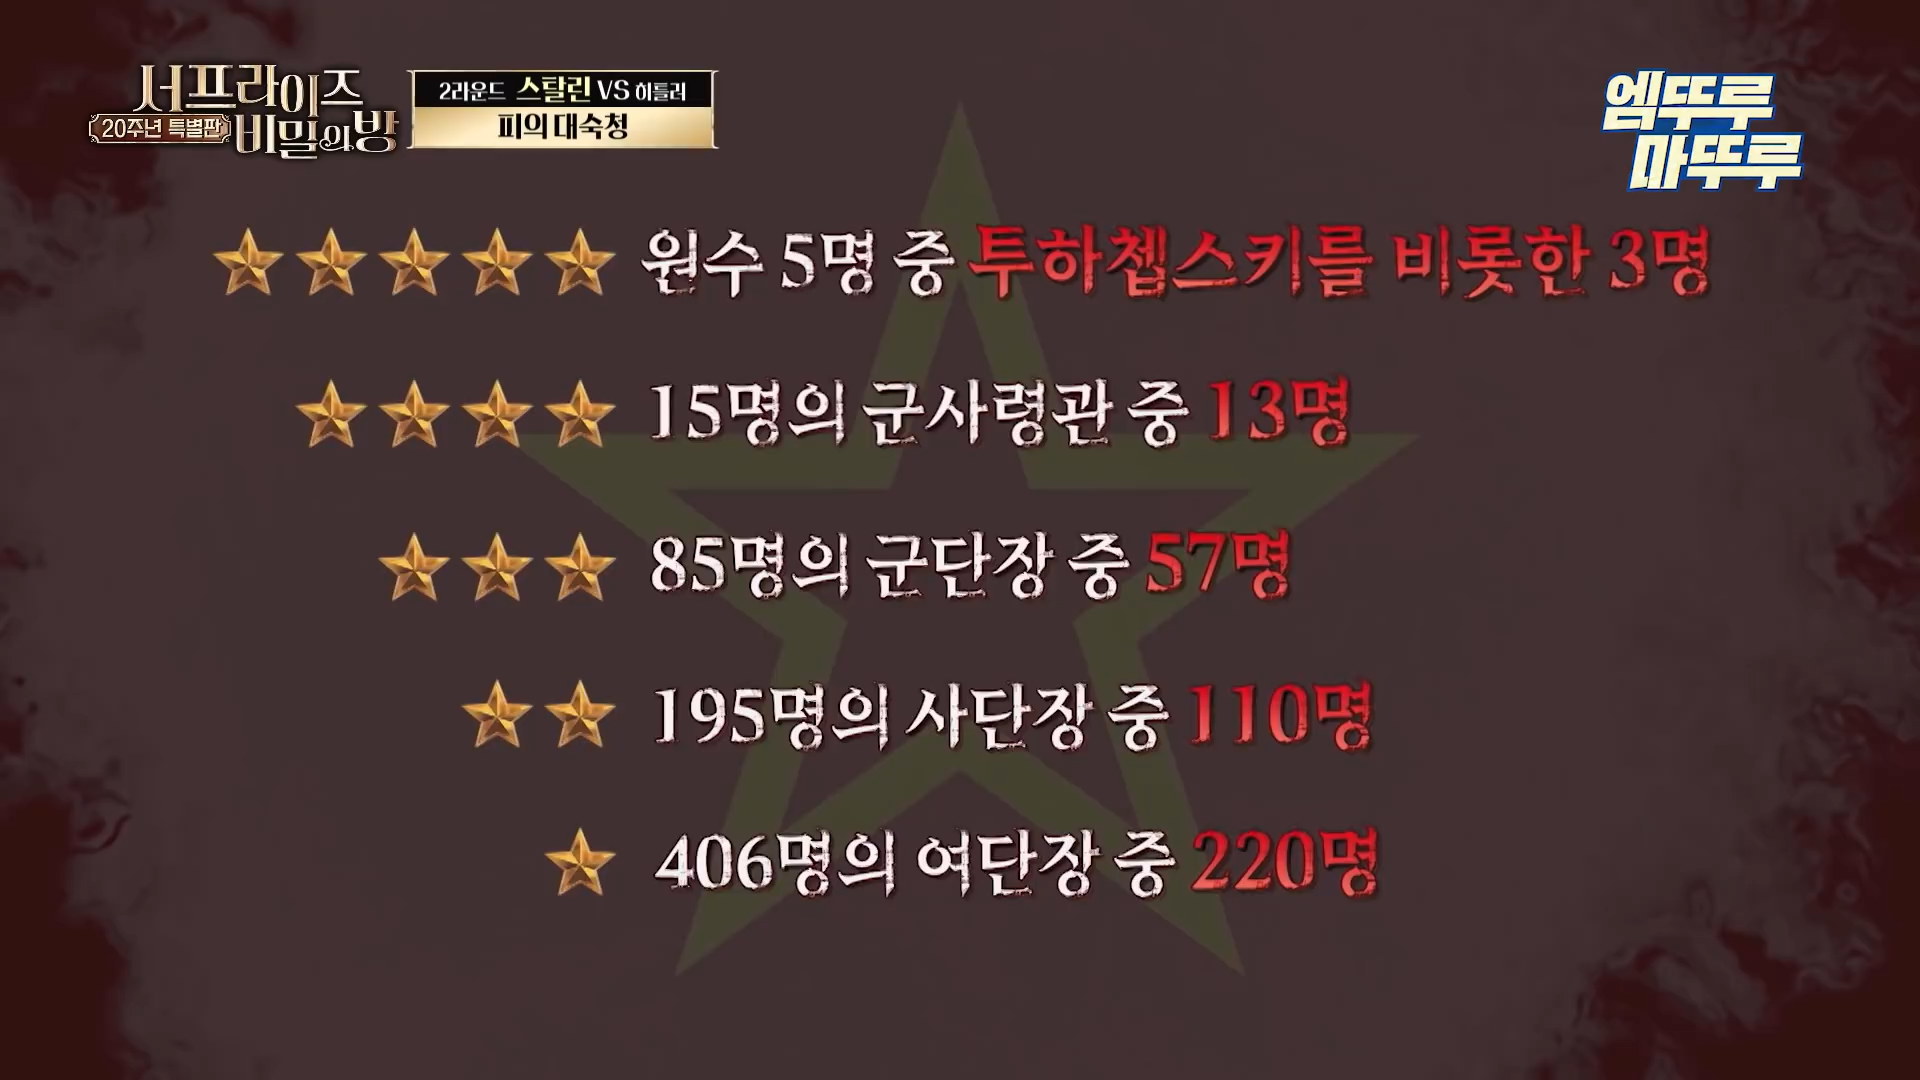 서프라이즈
20주년 특별판 비밀의 방
2라운드 스탈린 VS 히틀러
피의 대숙청
엠뚜루
마뚜루
원수 5명 중 투하쳅스키를 비롯한 3명
15명의 군사령관 중 13명
85명의 군단장 중 57명
195명의 사단장 중 110명
406명의 여단장 중 220명